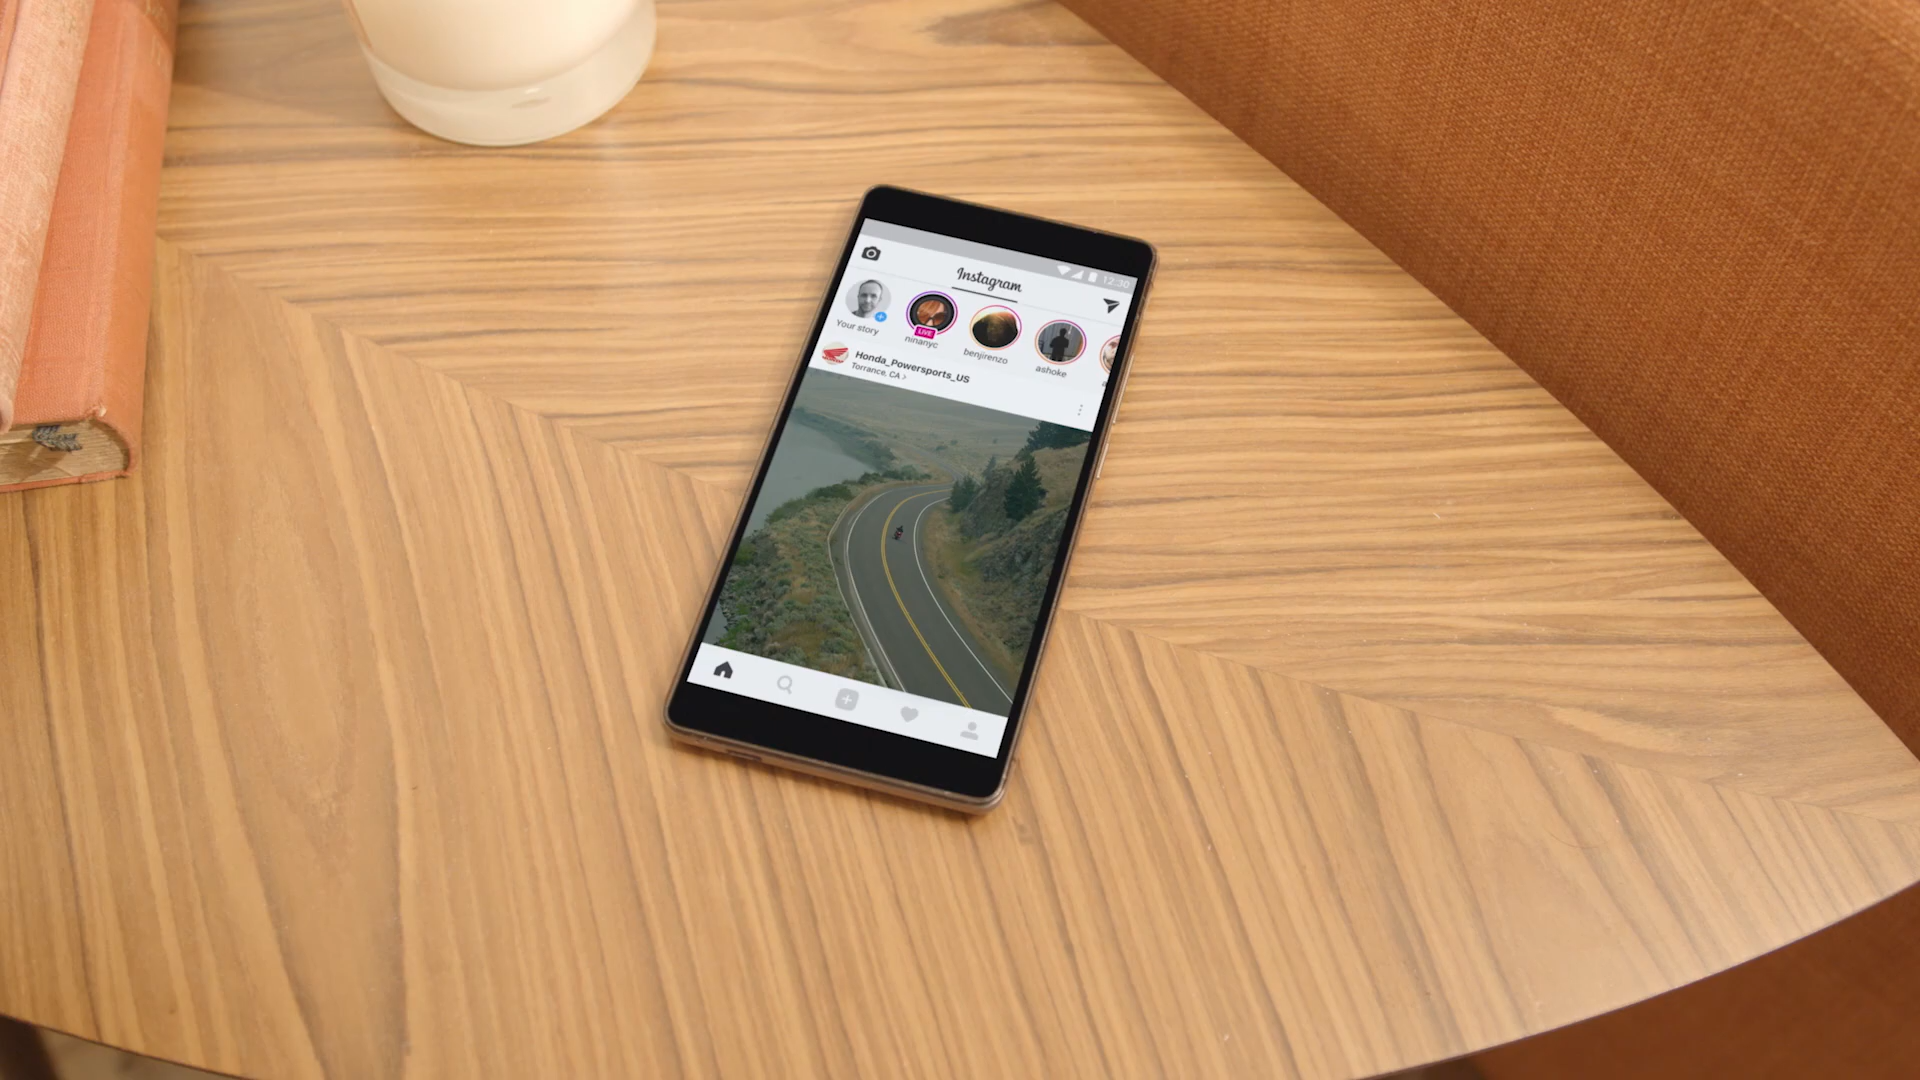 12:30
Instagram
Your story
LIVE
ninanyc
benjirenzo
ashoke
Honda_Powersports_US
Torrance, CA >